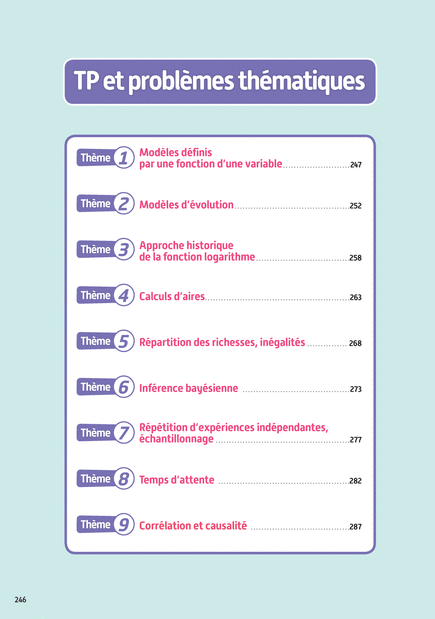 TP et problèmes thématiques
Thème 1 Modèles définis
par une fonction d'une variable........................247
Thème 2 Modèles d'évolution........................................252
Thème 3 Approche historique
de la fonction logarithme................................258
Thème 4 Calculs d'aires..................................................263
Thème 5 Répartition des richesses, inégalités ..............268
Thème 6 Inférence bayésienne .....................................273
Thème 7 Répétition d'expériences indépendantes,
échantillonnage ..............................................277
Thème 8 Temps d'attente .............................................282
Thème 9 Corrélation et causalité ..................................287
246